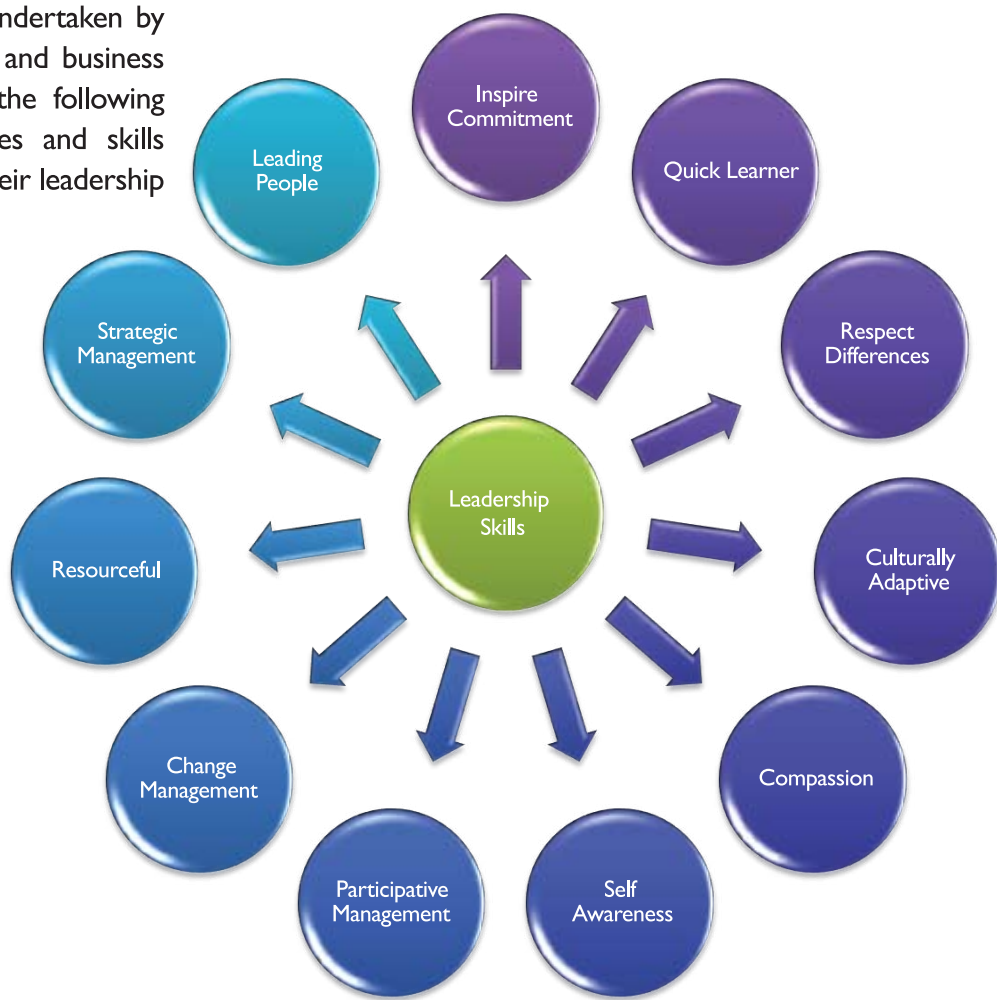 ndertaken by
and business
the following
es and skills
eir leadership
Inspire
Commitment
Quick Learner
Respect
Differences
Culturally
Adaptive
Compassion
Self
Awareness
Participative
Management
Change
Management
Resourceful
Strategic
Management
Leading
People
Leadership
Skills